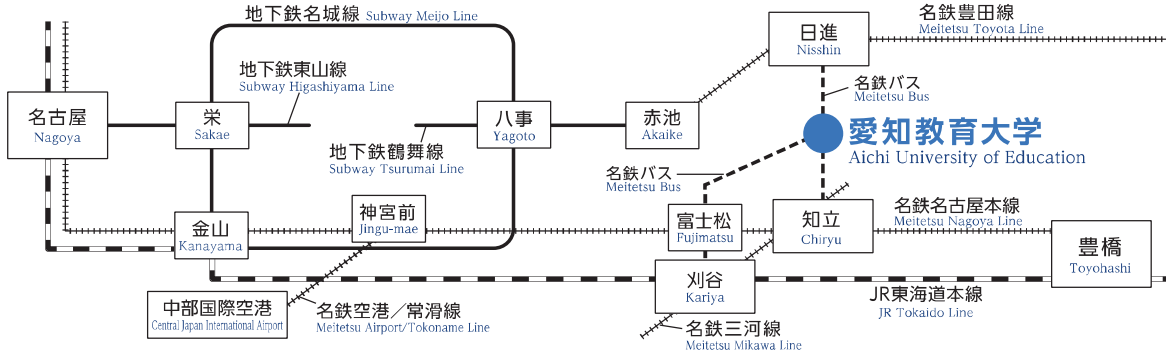 地下鉄名城線 Subway Meijo Line
日進
Nisshin
名鉄豊田線
Meitetsu Toyota Line
地下鉄東山線
Subway Higashiyama Line
名鉄バス
Meitetsu Bus
名古屋
Nagoya
栄
Sakae
八事
Yagoto
赤池
Akaike
愛知教育大学
Aichi University of Education
地下鉄鶴舞線
Subway Tsurumai Line
名鉄バス
Meitetsu Bus
金山
Kanayama
神宮前
Jingu-mae
富士松
Fujimatsu
知立
Chiryu
名鉄名古屋本線
Meitetsu Nagoya Line
豊橋
Toyohashi
刈谷
Kariya
中部国際空港
Central Japan International Airport
名鉄空港／常滑線
Meitetsu Airport/Tokoname Line
JR東海道本線
JR Tokaido Line
名鉄三河線
Meitetsu Mikawa Line